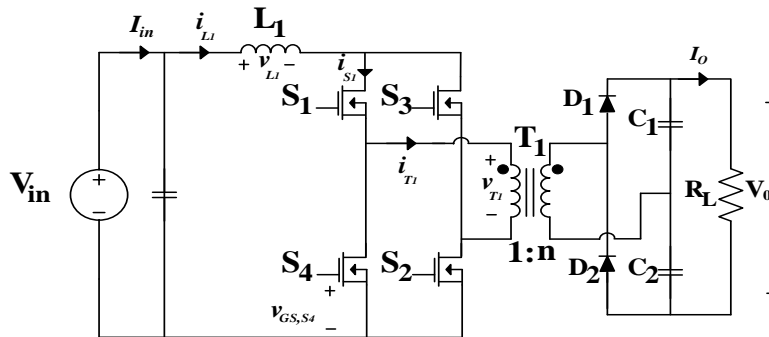 I_in i_L1 L_1 I_O
+ v_L1 − i_S1
S_1 S_3 D_1 C_1
V_in + − i_T1 + v_T1 − T_1 R_L V_0
1:n
S_4 + S_2 D_2 C_2
v_GS,S4 −